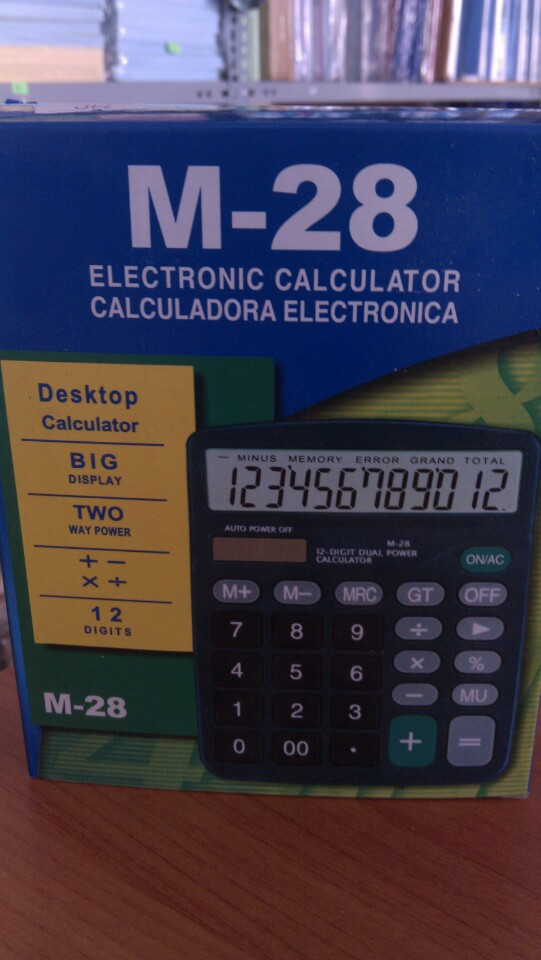 M-28
ELECTRONIC CALCULATOR
CALCULADORA ELECTRONICA
Desktop
Calculator
BIG
DISPLAY
TWO
WAY POWER
+ −
× ÷
12
DIGITS
M-28
− MINUS MEMORY ERROR GRAND TOTAL
123456789012.
AUTO POWER OFF
M-28
12-DIGIT DUAL POWER
CALCULATOR
ON/AC
M+ M− MRC GT OFF
7 8 9 ÷ ▶
4 5 6 × %
1 2 3 − MU
0 00 . + =